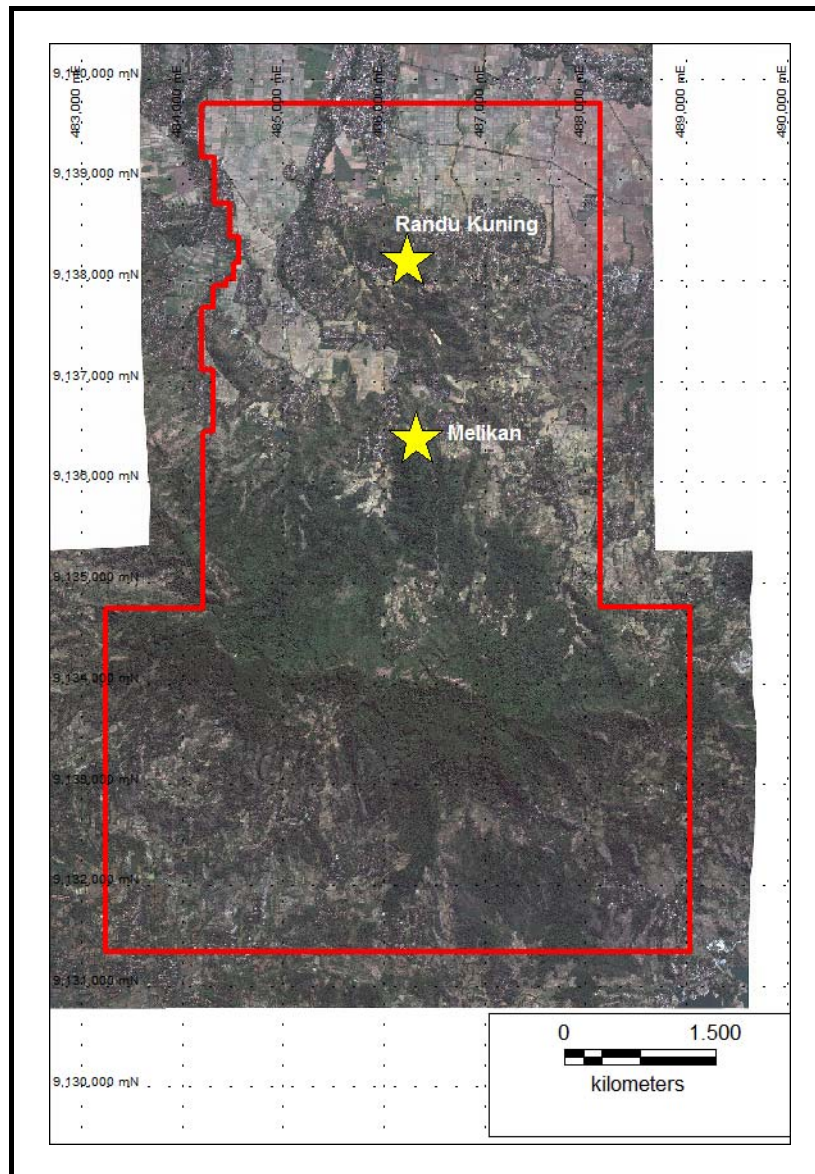 9,140,000 mN
483,000 mE
484,000 mE
485,000 mE
486,000 mE
487,000 mE
488,000 mE
489,000 mE
490,000 mE
9,139,000 mN
Randu Kuning
9,138,000 mN
9,137,000 mN
Melikan
9,136,000 mN
9,135,000 mN
9,134,000 mN
9,133,000 mN
9,132,000 mN
9,131,000 mN
9,130,000 mN
0 1.500
kilometers